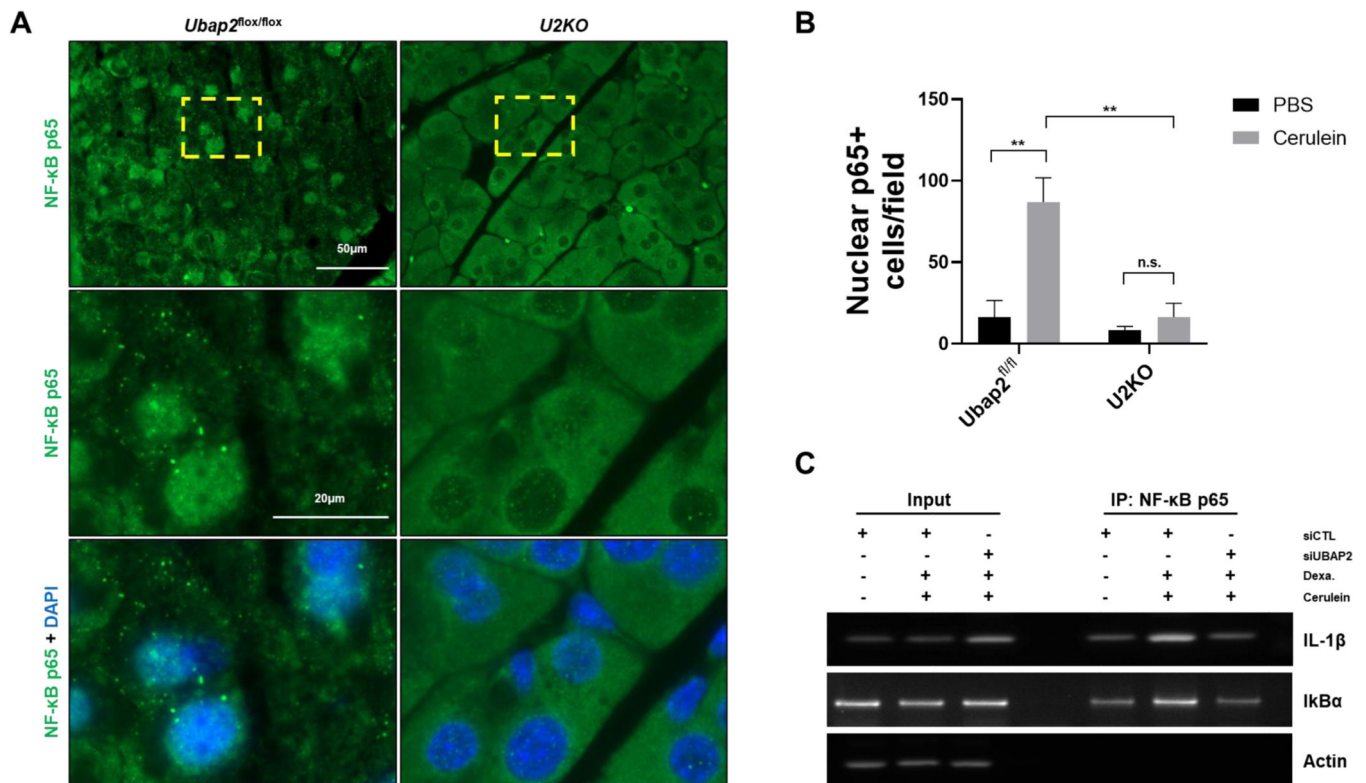 A
Ubap2flox/flox
U2KO
NF-κB p65
50µm
NF-κB p65
20µm
NF-κB p65 + DAPI
B
Nuclear p65+
cells/field
150
100
50
0
**
**
n.s.
PBS
Cerulein
Ubap2fl/fl
U2KO
C
Input
IP: NF-κB p65
+ + - + + - siCTL
- - + - - + siUBAP2
- + + - + + Dexa.
- + + - + + Cerulein
IL-1β
IkBα
Actin